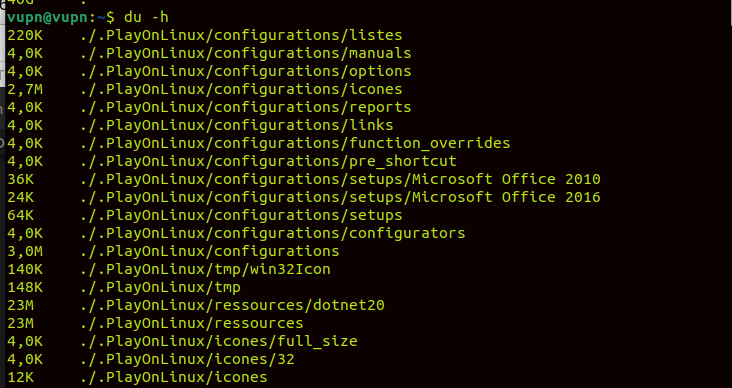 vupn@vupn:~$ du -h
220K ./.PlayOnLinux/configurations/listes
4,0K ./.PlayOnLinux/configurations/manuals
4,0K ./.PlayOnLinux/configurations/options
2,7M ./.PlayOnLinux/configurations/icones
4,0K ./.PlayOnLinux/configurations/reports
4,0K ./.PlayOnLinux/configurations/links
4,0K ./.PlayOnLinux/configurations/function_overrides
4,0K ./.PlayOnLinux/configurations/pre_shortcut
36K ./.PlayOnLinux/configurations/setups/Microsoft Office 2010
24K ./.PlayOnLinux/configurations/setups/Microsoft Office 2016
64K ./.PlayOnLinux/configurations/setups
4,0K ./.PlayOnLinux/configurations/configurators
3,0M ./.PlayOnLinux/configurations
140K ./.PlayOnLinux/tmp/win32Icon
148K ./.PlayOnLinux/tmp
23M ./.PlayOnLinux/ressources/dotnet20
23M ./.PlayOnLinux/ressources
4,0K ./.PlayOnLinux/icones/full_size
4,0K ./.PlayOnLinux/icones/32
12K ./.PlayOnLinux/icones